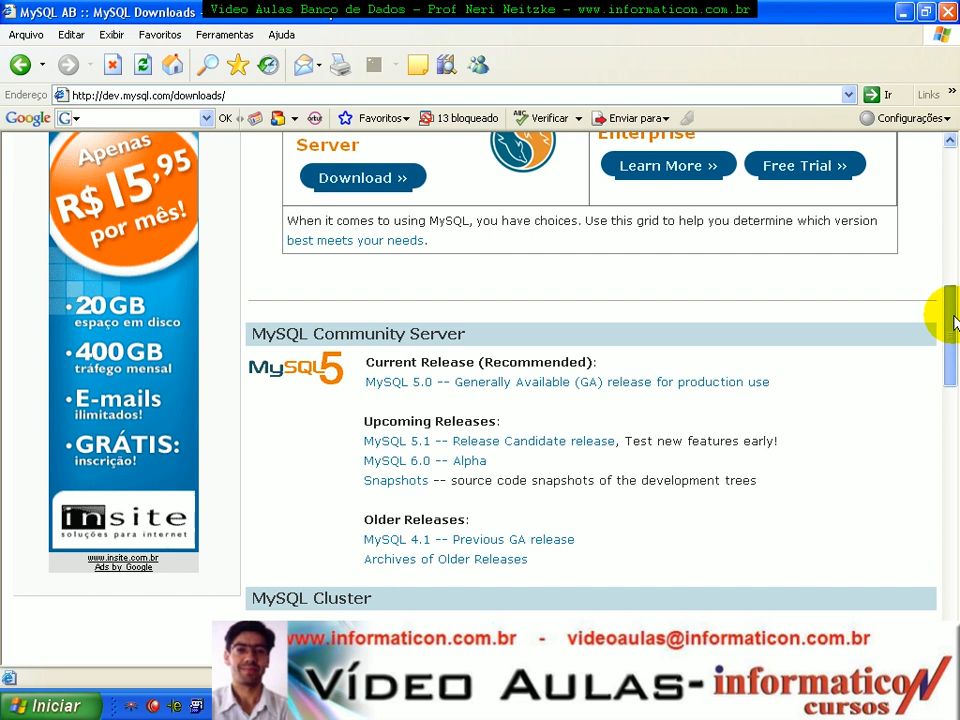 MySQL AB :: MySQL Downloads -
Video Aulas Banco de Dados - Prof Neri Neitzke - www.informaticon.com.br
Arquivo Editar Exibir Favoritos Ferramentas Ajuda
Endereço http://dev.mysql.com/downloads/ Ir Links »
Google G OK Favoritos 13 bloqueado Verificar Enviar para Configurações
Apenas
R$15,95
por mês!
· 20GB
espaço em disco
· 400GB
tráfego mensal
· E-mails
ilimitados!
· GRÁTIS:
inscrição!
insite
soluções para internet
www.insite.com.br
Ads by Google
Server
Download »
Enterprise
Learn More »
Free Trial »
When it comes to using MySQL, you have choices. Use this grid to help you determine which version
best meets your needs.
MySQL Community Server
MySQL 5
Current Release (Recommended):
MySQL 5.0 -- Generally Available (GA) release for production use
Upcoming Releases:
MySQL 5.1 -- Release Candidate release, Test new features early!
MySQL 6.0 -- Alpha
Snapshots -- source code snapshots of the development trees
Older Releases:
MySQL 4.1 -- Previous GA release
Archives of Older Releases
MySQL Cluster
www.informaticon.com.br - videoaulas@informaticon.com.br
VÍDEO AULAS-informaticon
cursos
Iniciar